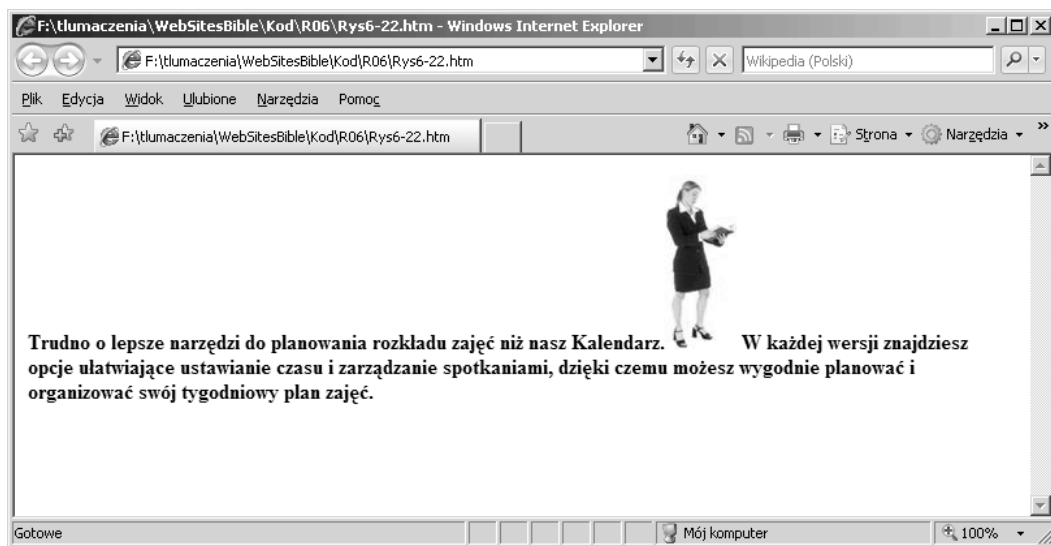 F:\tlumaczenia\WebSitesBible\Kod\R06\Rys6-22.htm - Windows Internet Explorer
F:\tlumaczenia\WebSitesBible\Kod\R06\Rys6-22.htm Wikipedia (Polski)
Plik Edycja Widok Ulubione Narzędzia Pomoc
F:\tlumaczenia\WebSitesBible\Kod\R06\Rys6-22.htm Strona Narzędzia »
Trudno o lepsze narzędzi do planowania rozkładu zajęć niż nasz Kalendarz. W każdej wersji znajdziesz
opcje ułatwiające ustawianie czasu i zarządzanie spotkaniami, dzięki czemu możesz wygodnie planować i
organizować swój tygodniowy plan zajęć.
Gotowe Mój komputer 100%